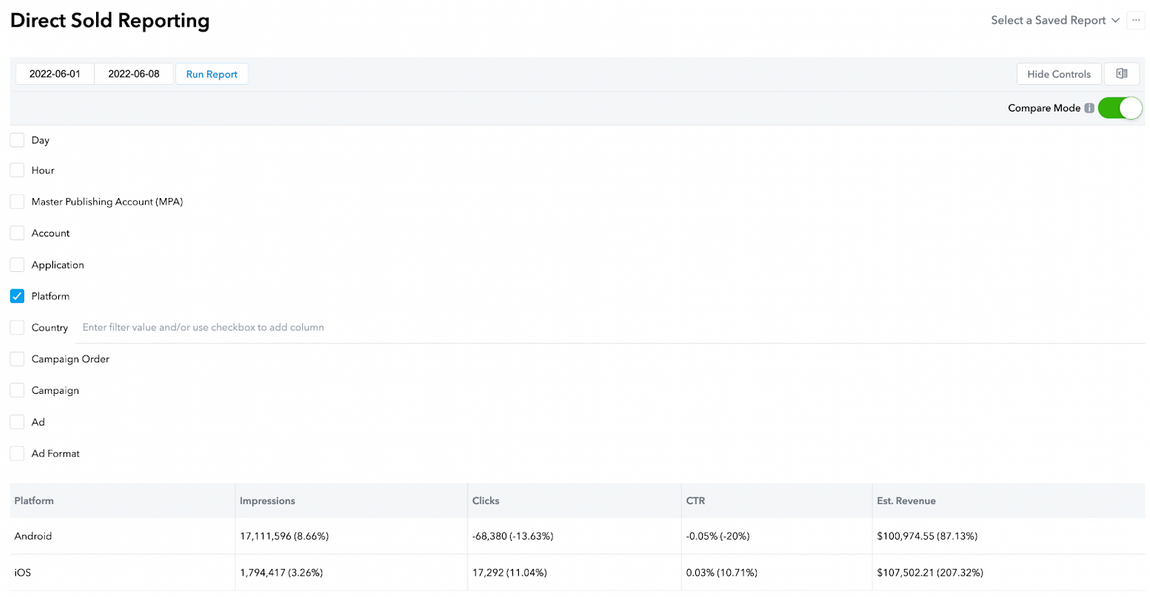 Direct Sold Reporting
Select a Saved Report
2022-06-01 2022-06-08 Run Report Hide Controls
Compare Mode
Day
Hour
Master Publishing Account (MPA)
Account
Application
Platform
Country Enter filter value and/or use checkbox to add column
Campaign Order
Campaign
Ad
Ad Format
Platform Impressions Clicks CTR Est. Revenue
Android 17,111,596 (8.66%) -68,380 (-13.63%) -0.05% (-20%) $100,974.55 (87.13%)
iOS 1,794,417 (3.26%) 17,292 (11.04%) 0.03% (10.71%) $107,502.21 (207.32%)